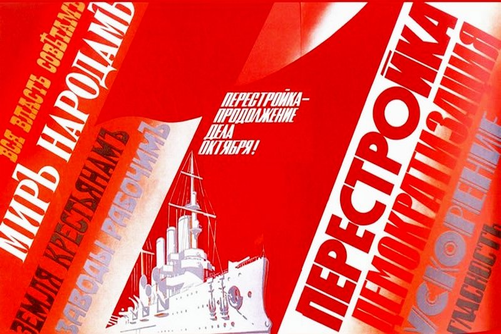 ВСЯ ВЛАСТЬ СОВѢТАМЪ
МИРЪ НАРОДАМЪ
ЗЕМЛЯ КРЕСТЬЯНАМЪ
ЗАВОДЫ РАБОЧИМЪ
ПЕРЕСТРОЙКА–
ПРОДОЛЖЕНИЕ
ДЕЛА
ОКТЯБРЯ!
ПЕРЕСТРОЙКА
ДЕМОКРАТИЗАЦИЯ
УСКОРЕНИЕ
ГЛАСНОСТЬ